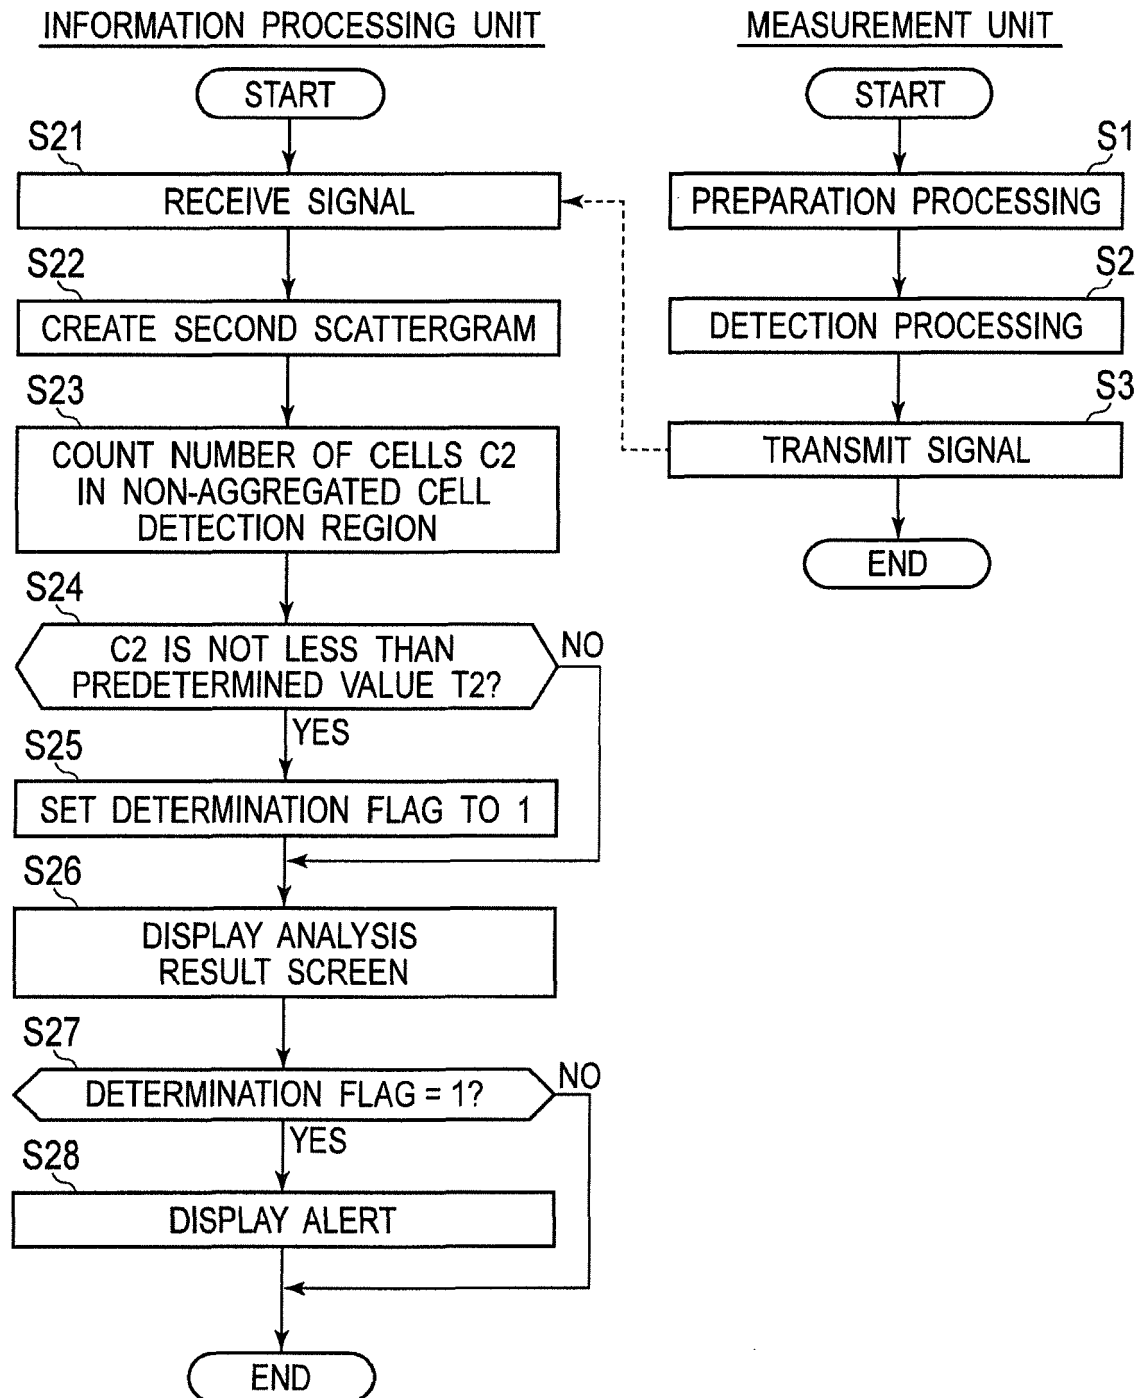 INFORMATION PROCESSING UNIT
START
S21
RECEIVE SIGNAL
S22
CREATE SECOND SCATTERGRAM
S23
COUNT NUMBER OF CELLS C2
IN NON-AGGREGATED CELL
DETECTION REGION
S24
C2 IS NOT LESS THAN
PREDETERMINED VALUE T2?
NO
YES
S25
SET DETERMINATION FLAG TO 1
S26
DISPLAY ANALYSIS
RESULT SCREEN
S27
DETERMINATION FLAG = 1?
NO
YES
S28
DISPLAY ALERT
END
MEASUREMENT UNIT
START
S1
PREPARATION PROCESSING
S2
DETECTION PROCESSING
S3
TRANSMIT SIGNAL
END